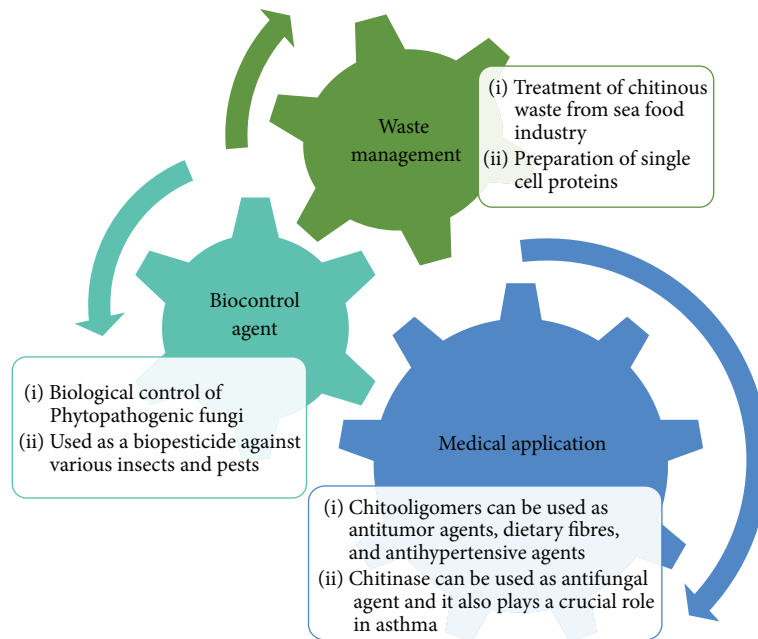 Waste
management
(i) Treatment of chitinous
waste from sea food
industry
(ii) Preparation of single
cell proteins
Biocontrol
agent
(i) Biological control of
Phytopathogenic fungi
(ii) Used as a biopesticide against
various insects and pests
Medical application
(i) Chitooligomers can be used as
antitumor agents, dietary fibres,
and antihypertensive agents
(ii) Chitinase can be used as antifungal
agent and it also plays a crucial role
in asthma